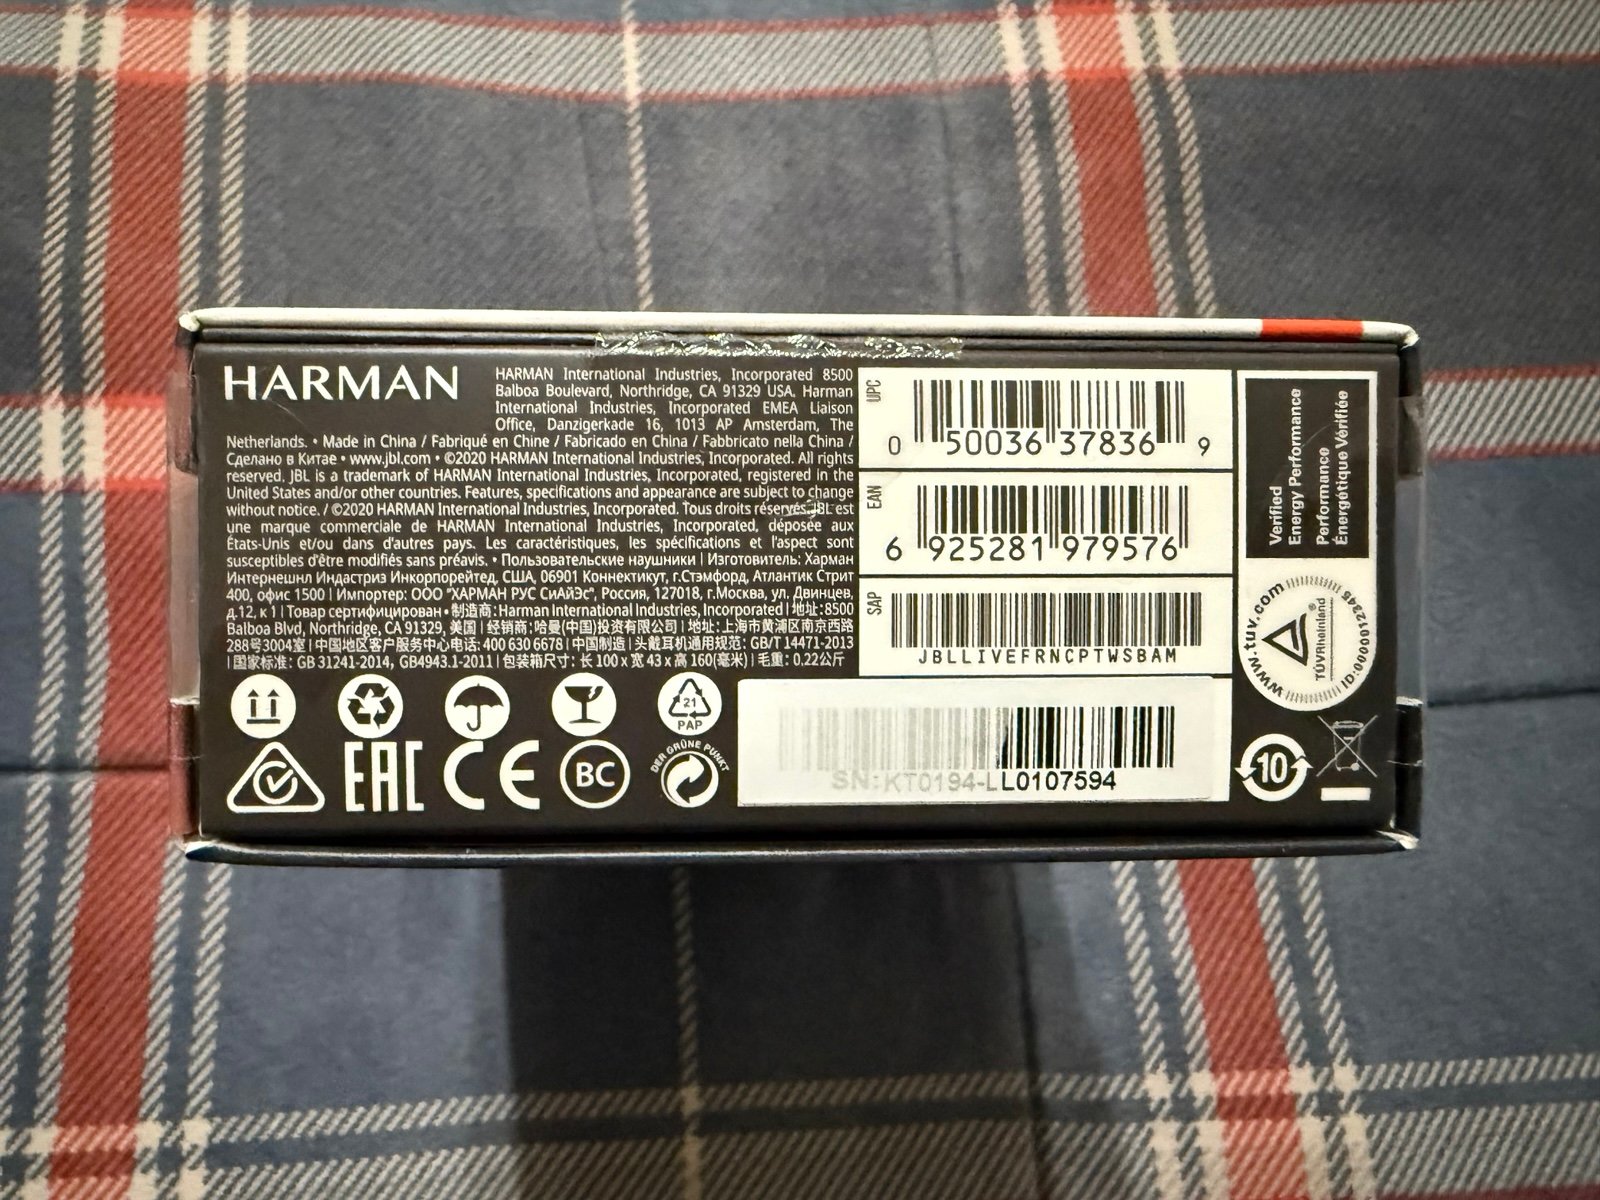 HARMAN
HARMAN International Industries, Incorporated 8500
Balboa Boulevard, Northridge, CA 91329 USA. Harman
International Industries, Incorporated EMEA Liaison
Office, Danzigerkade 16, 1013 AP Amsterdam, The
Netherlands. • Made in China / Fabriqué en Chine / Fabricado en China / Fabbricato nella China /
Сделано в Китае • www.jbl.com • ©2020 HARMAN International Industries, Incorporated. All rights
reserved. JBL is a trademark of HARMAN International Industries, Incorporated, registered in the
United States and/or other countries. Features, specifications and appearance are subject to change
without notice. / ©2020 HARMAN International Industries, Incorporated. Tous droits réservés. JBL est
une marque commerciale de HARMAN International Industries, Incorporated, déposée aux
États-Unis et/ou dans d'autres pays. Les caractéristiques, les spécifications et l'aspect sont
susceptibles d'être modifiés sans préavis. • Пользовательские наушники | Изготовитель: Харман
Интернешнл Индастриз Инкорпорейтед, США, 06901 Коннектикут, г.Стэмфорд, Атлантик Стрит
400, офис 1500 | Импортер: ООО "ХАРМАН РУС СиАйЭс", Россия, 127018, г.Москва, ул. Двинцев,
д.12, к 1 | Товар сертифицирован • 制造商: Harman International Industries, Incorporated | 地址: 8500
Balboa Blvd, Northridge, CA 91329, 美国 | 经销商: 哈曼(中国)投资有限公司 | 地址: 上海市黄浦区南京西路
288号3004室 | 中国地区客户服务中心电话: 400 630 6678 | 中国制造 | 头戴耳机通用规范: GB/T 14471-2013
| 国家标准: GB 31241-2014, GB4943.1-2011 | 包装箱尺寸: 长 100 x 宽 43 x 高 160(毫米) | 毛重: 0.22公斤
21
PAP
EAC
CE
BC
DER GRÜNE PUNKT
UPC
0 50036 37836 9
EAN
6 925281 979576
SAP
JBLLIVEFRNCPTWSBAM
SN:KT0194-LL0107594
Verified
Energy Performance
Performance
Énergétique Vérifiée
www.tuv.com
TÜVRheinland®
ID:0000012345
10